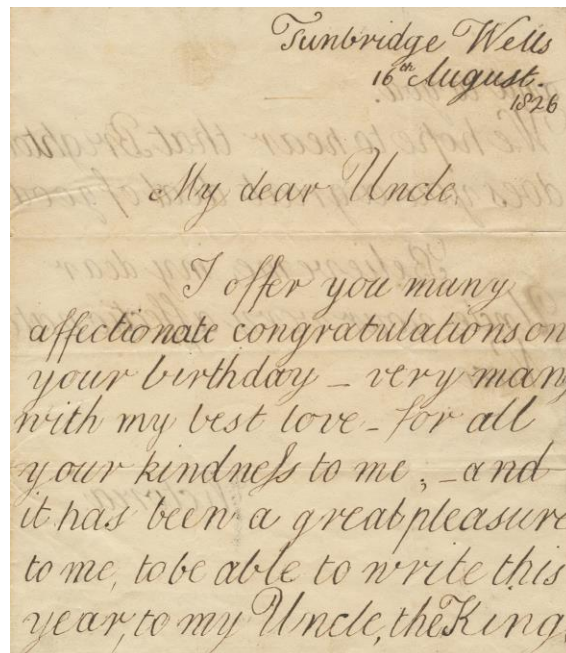 Tunbridge Wells
16th August.
1826
My dear Uncle,
I offer you many
affectionate congratulations on
your birthday _ very many
with my best love _ for all
your kindness to me, _ and
it has been a great pleasure
to me, to be able to write this
year, to my Uncle, the King,